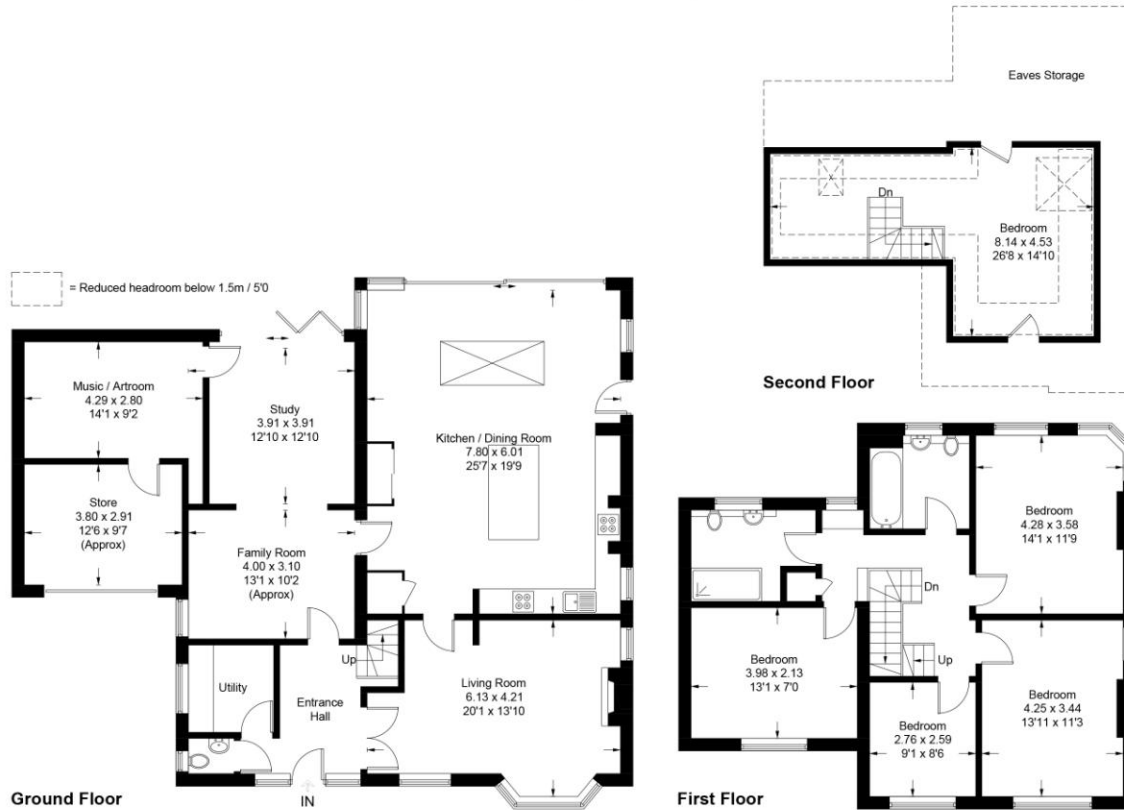 Eaves Storage
Dn
Bedroom
8.14 x 4.53
26'8 x 14'10
Second Floor
= Reduced headroom below 1.5m / 5'0
Music / Artroom
4.29 x 2.80
14'1 x 9'2
Study
3.91 x 3.91
12'10 x 12'10
Kitchen / Dining Room
7.80 x 6.01
25'7 x 19'9
Store
3.80 x 2.91
12'6 x 9'7
(Approx)
Family Room
4.00 x 3.10
13'1 x 10'2
(Approx)
Up
Utility
Entrance
Hall
Living Room
6.13 x 4.21
20'1 x 13'10
IN
Ground Floor
Bedroom
4.28 x 3.58
14'1 x 11'9
Dn
Up
Bedroom
3.98 x 2.13
13'1 x 7'0
Bedroom
2.76 x 2.59
9'1 x 8'6
Bedroom
4.25 x 3.44
13'11 x 11'3
First Floor